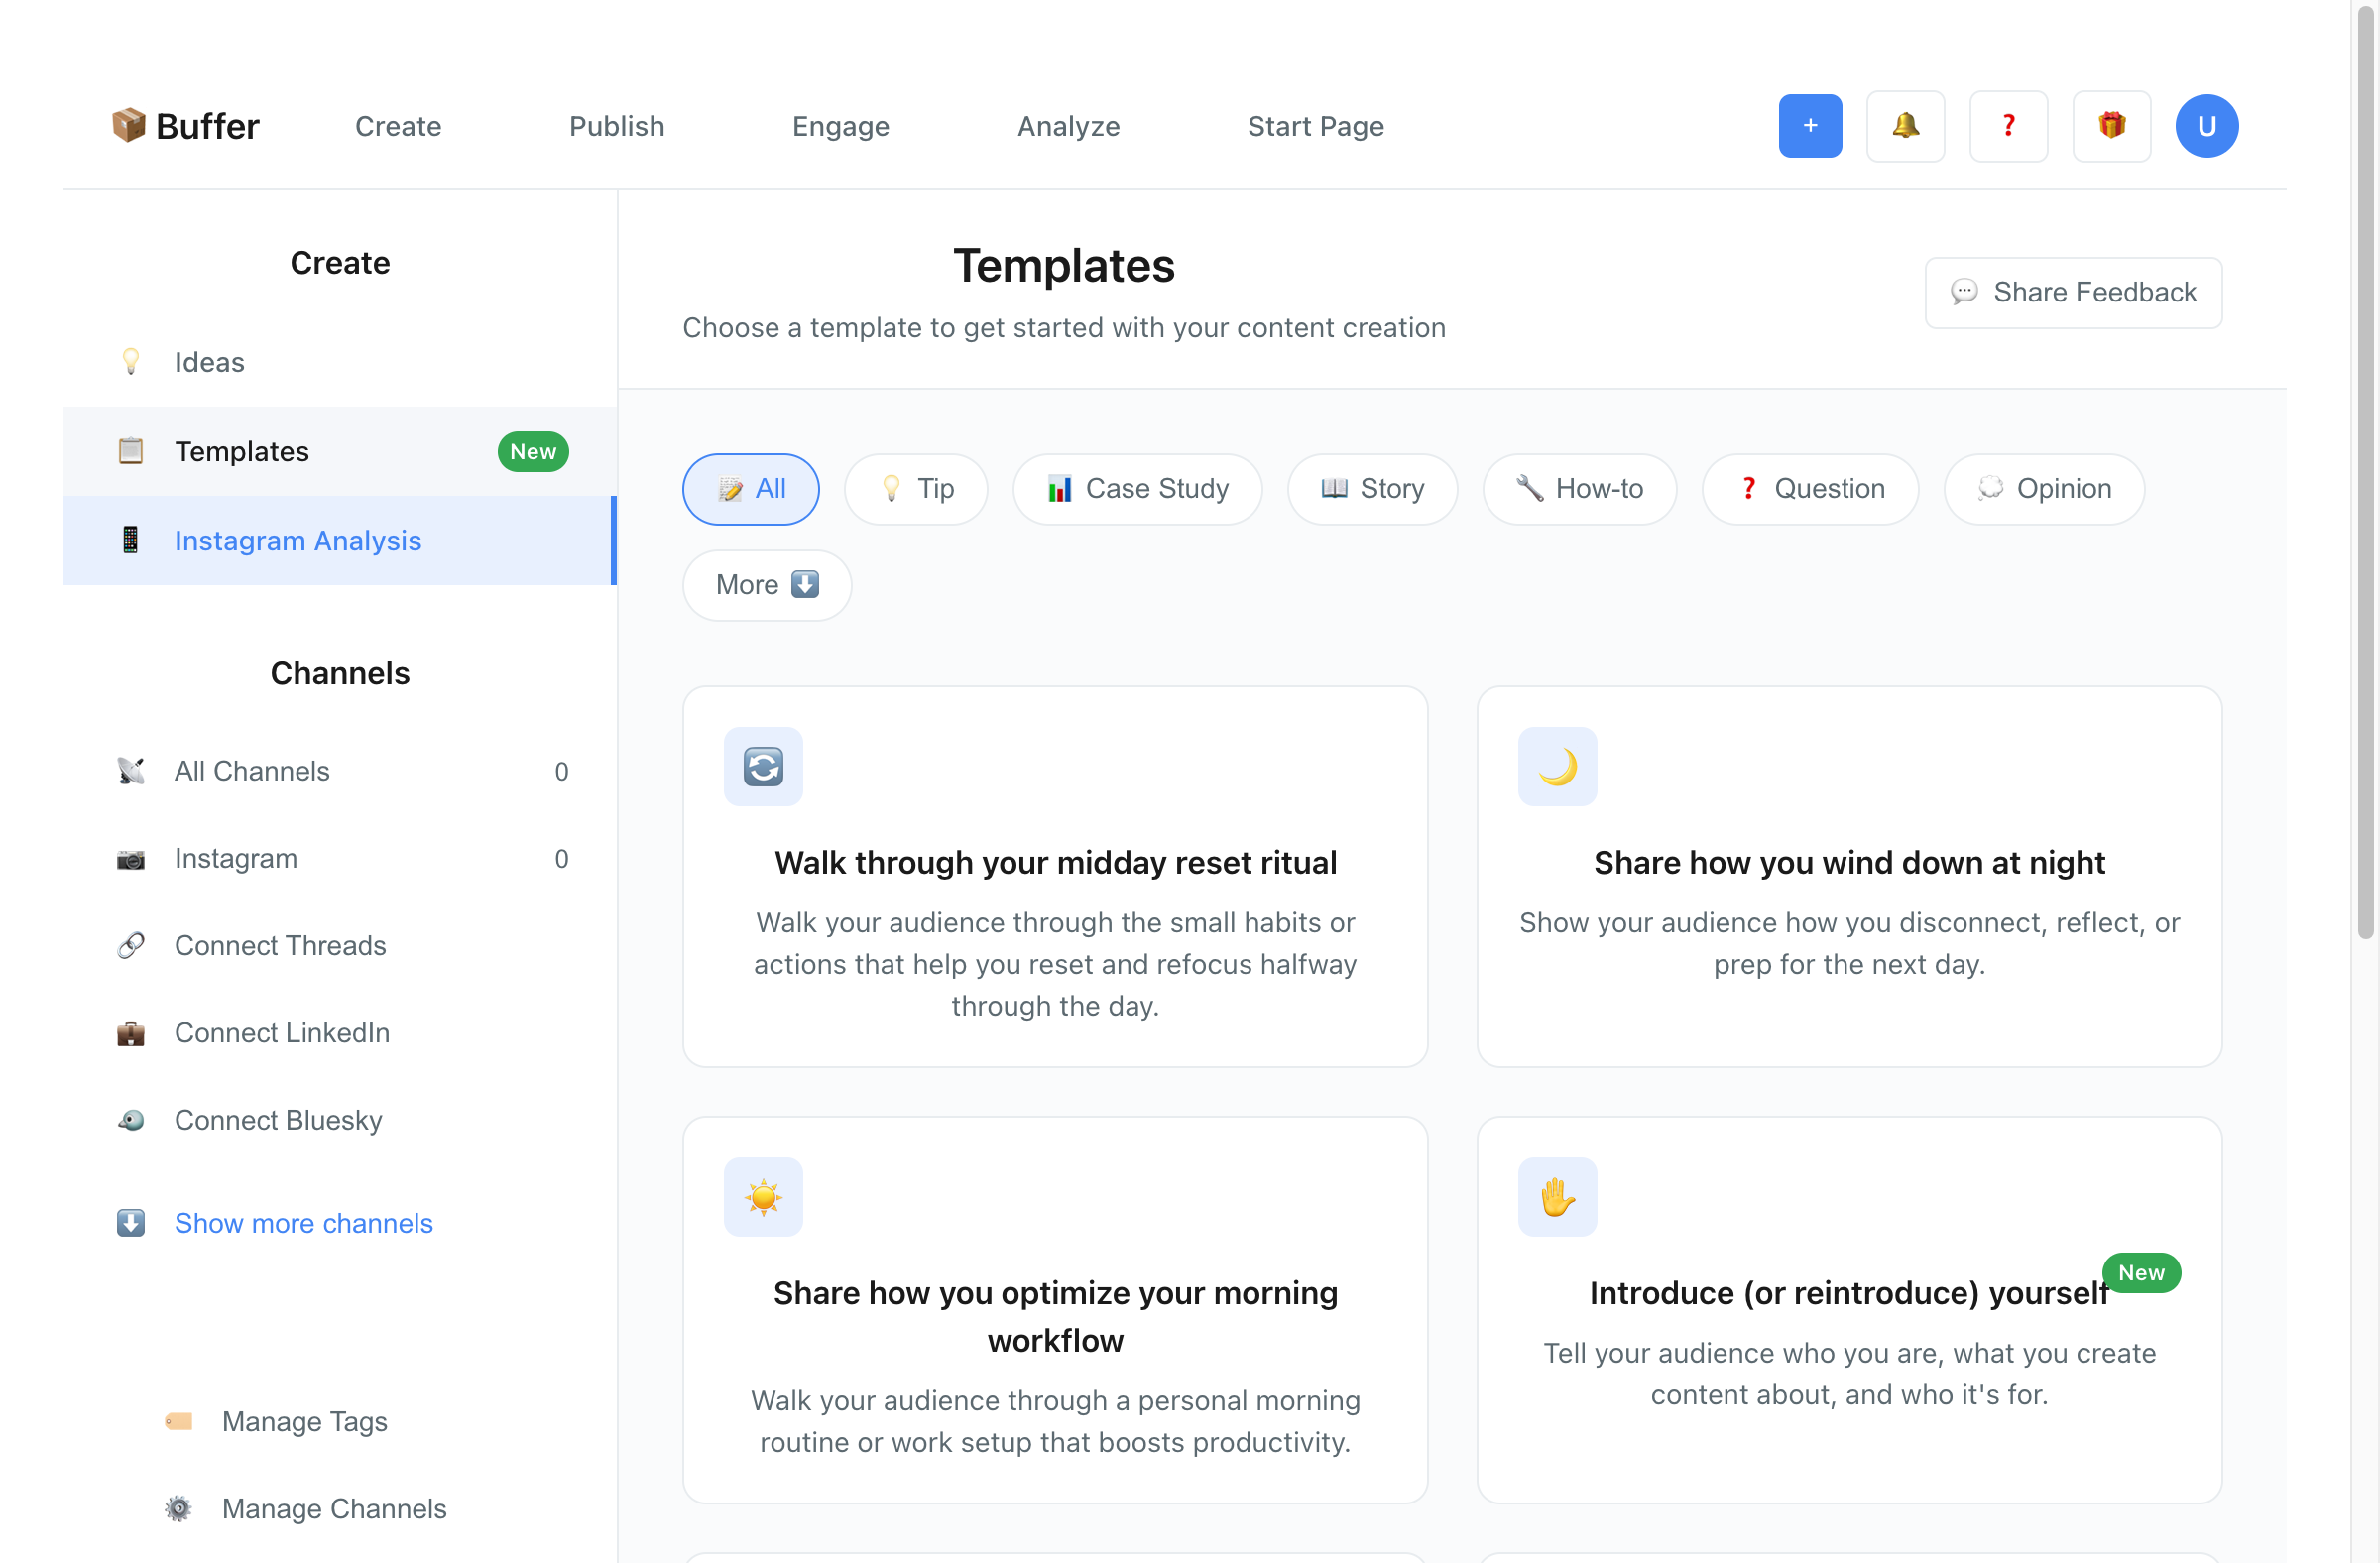 Buffer
Create
Publish
Engage
Analyze
Start Page
+
?
U
Create
Ideas
Templates
New
Instagram Analysis
Channels
All Channels
0
Instagram
0
Connect Threads
Connect LinkedIn
Connect Bluesky
Show more channels
Manage Tags
Manage Channels
Templates
Choose a template to get started with your content creation
Share Feedback
All
Tip
Case Study
Story
How-to
? Question
Opinion
More
Walk through your midday reset ritual
Walk your audience through the small habits or
actions that help you reset and refocus halfway
through the day.
Share how you wind down at night
Show your audience how you disconnect, reflect, or
prep for the next day.
Share how you optimize your morning
workflow
Walk your audience through a personal morning
routine or work setup that boosts productivity.
New
Introduce (or reintroduce) yourself
Tell your audience who you are, what you create
content about, and who it's for.